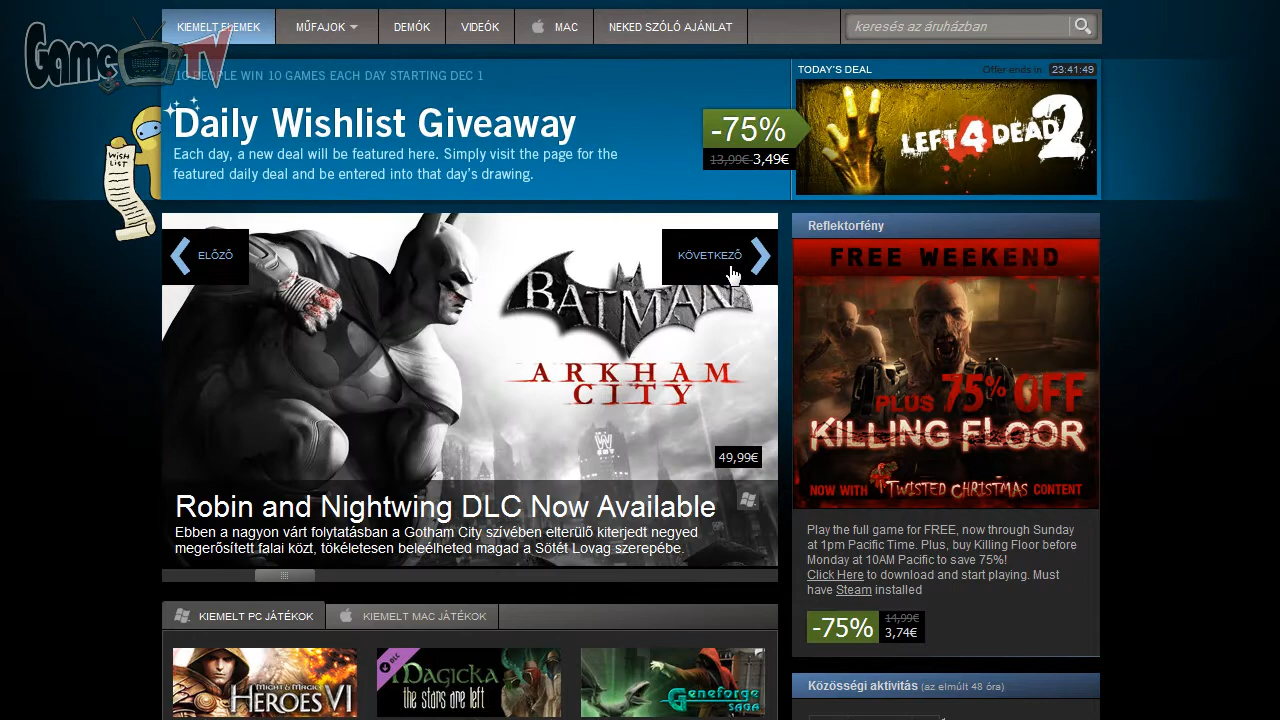 GameTV
KIEMELT ELEMEK
MŰFAJOK
DEMÓK
VIDEÓK
MAC
NEKED SZÓLÓ AJÁNLAT
keresés az áruházban
10 PEOPLE WIN 10 GAMES EACH DAY STARTING DEC 1
Daily Wishlist Giveaway
Each day, a new deal will be featured here. Simply visit the page for the
featured daily deal and be entered into that day's drawing.
WISH
LIST
TODAY'S DEAL
Offer ends in
23:41:49
-75%
13,99€ 3,49€
LEFT 4 DEAD 2
ELŐZŐ
KÖVETKEZŐ
BATMAN
ARKHAM
CITY
49,99€
Robin and Nightwing DLC Now Available
Ebben a nagyon várt folytatásban a Gotham City szívében elterülő kiterjedt negyed
megerősített falai közt, tökéletesen beleélheted magad a Sötét Lovag szerepébe.
Reflektorfény
FREE WEEKEND
PLUS 75% OFF
KILLING FLOOR
NOW WITH TWISTED CHRISTMAS CONTENT
Play the full game for FREE, now through Sunday
at 1pm Pacific Time. Plus, buy Killing Floor before
Monday at 10AM Pacific to save 75%!
Click Here to download and start playing. Must
have Steam installed
-75%
14,99€
3,74€
KIEMELT PC JÁTÉKOK
KIEMELT MAC JÁTÉKOK
MIGHT & MAGIC
HEROES VI
DLC
MAGICKA
the stars are left
Geneforge
SAGA
Közösségi aktivitás (az elmúlt 48 óra)